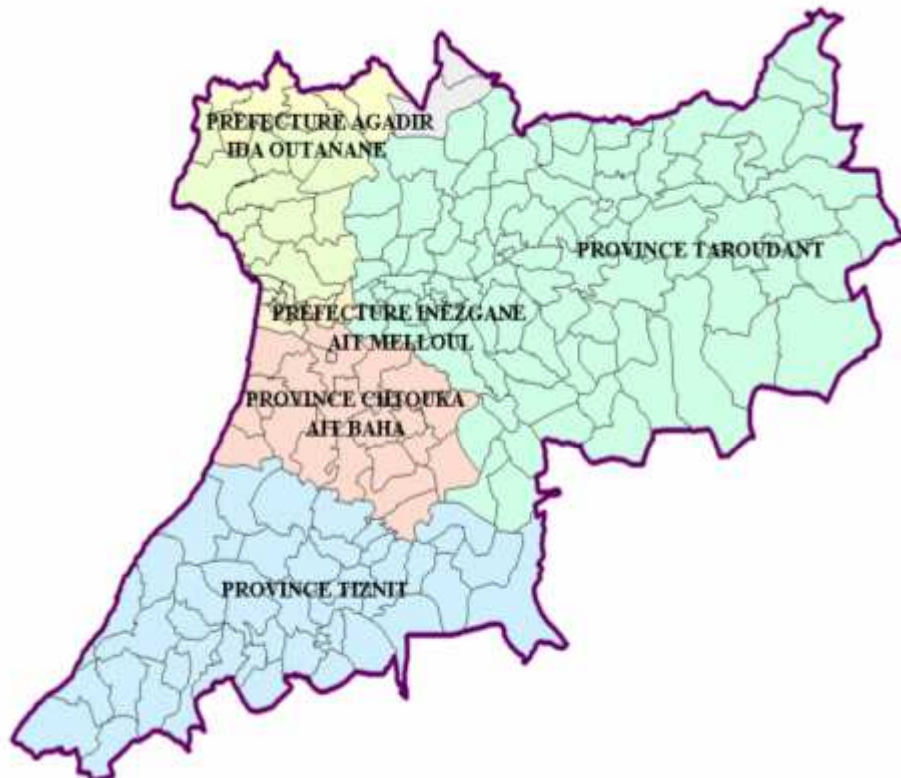 PREFECTURE AGADIR
IDA OUTANANE
PROVINCE TAROUDANT
PREFECTURE INEZGANE
AIT MELLOUL
PROVINCE CHTOUKA
AIT BAHA
PROVINCE TIZNIT